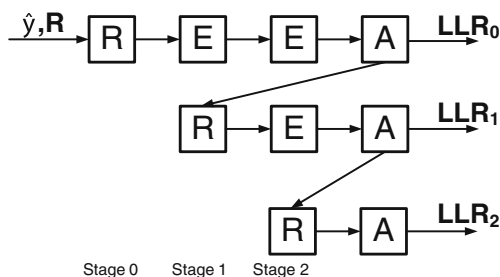 ŷ,R R E E A LLR0
R E A LLR1
R A LLR2
Stage 0 Stage 1 Stage 2